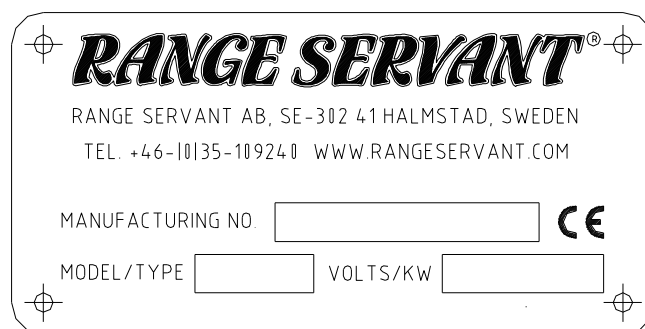 RANGE SERVANT®
RANGE SERVANT AB, SE-302 41 HALMSTAD, SWEDEN
TEL. +46-|0|35-109240 WWW.RANGESERVANT.COM
MANUFACTURING NO. CE
MODEL/TYPE VOLTS/KW